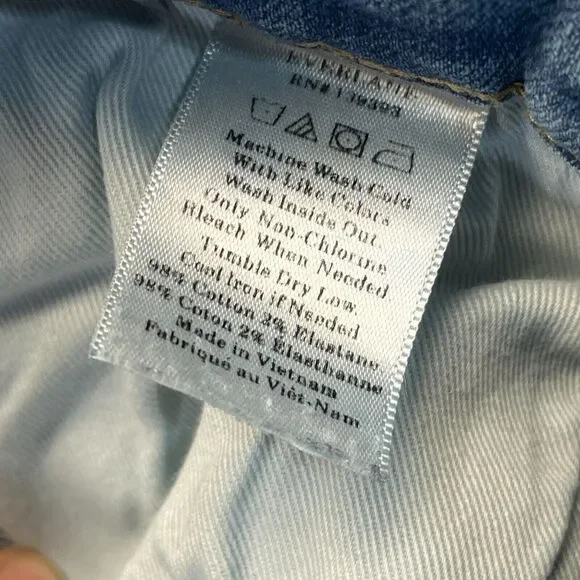 EVERLANE
RN# 139393
Machine Wash Cold
With Like Colors
Wash Inside Out.
Only Non-Chlorine
Bleach When Needed
Tumble Dry Low.
Cool Iron if Needed
98% Cotton 2% Elastane
98% Coton 2% Élasthanne
Made in Vietnam
Fabriqué au Viêt-Nam